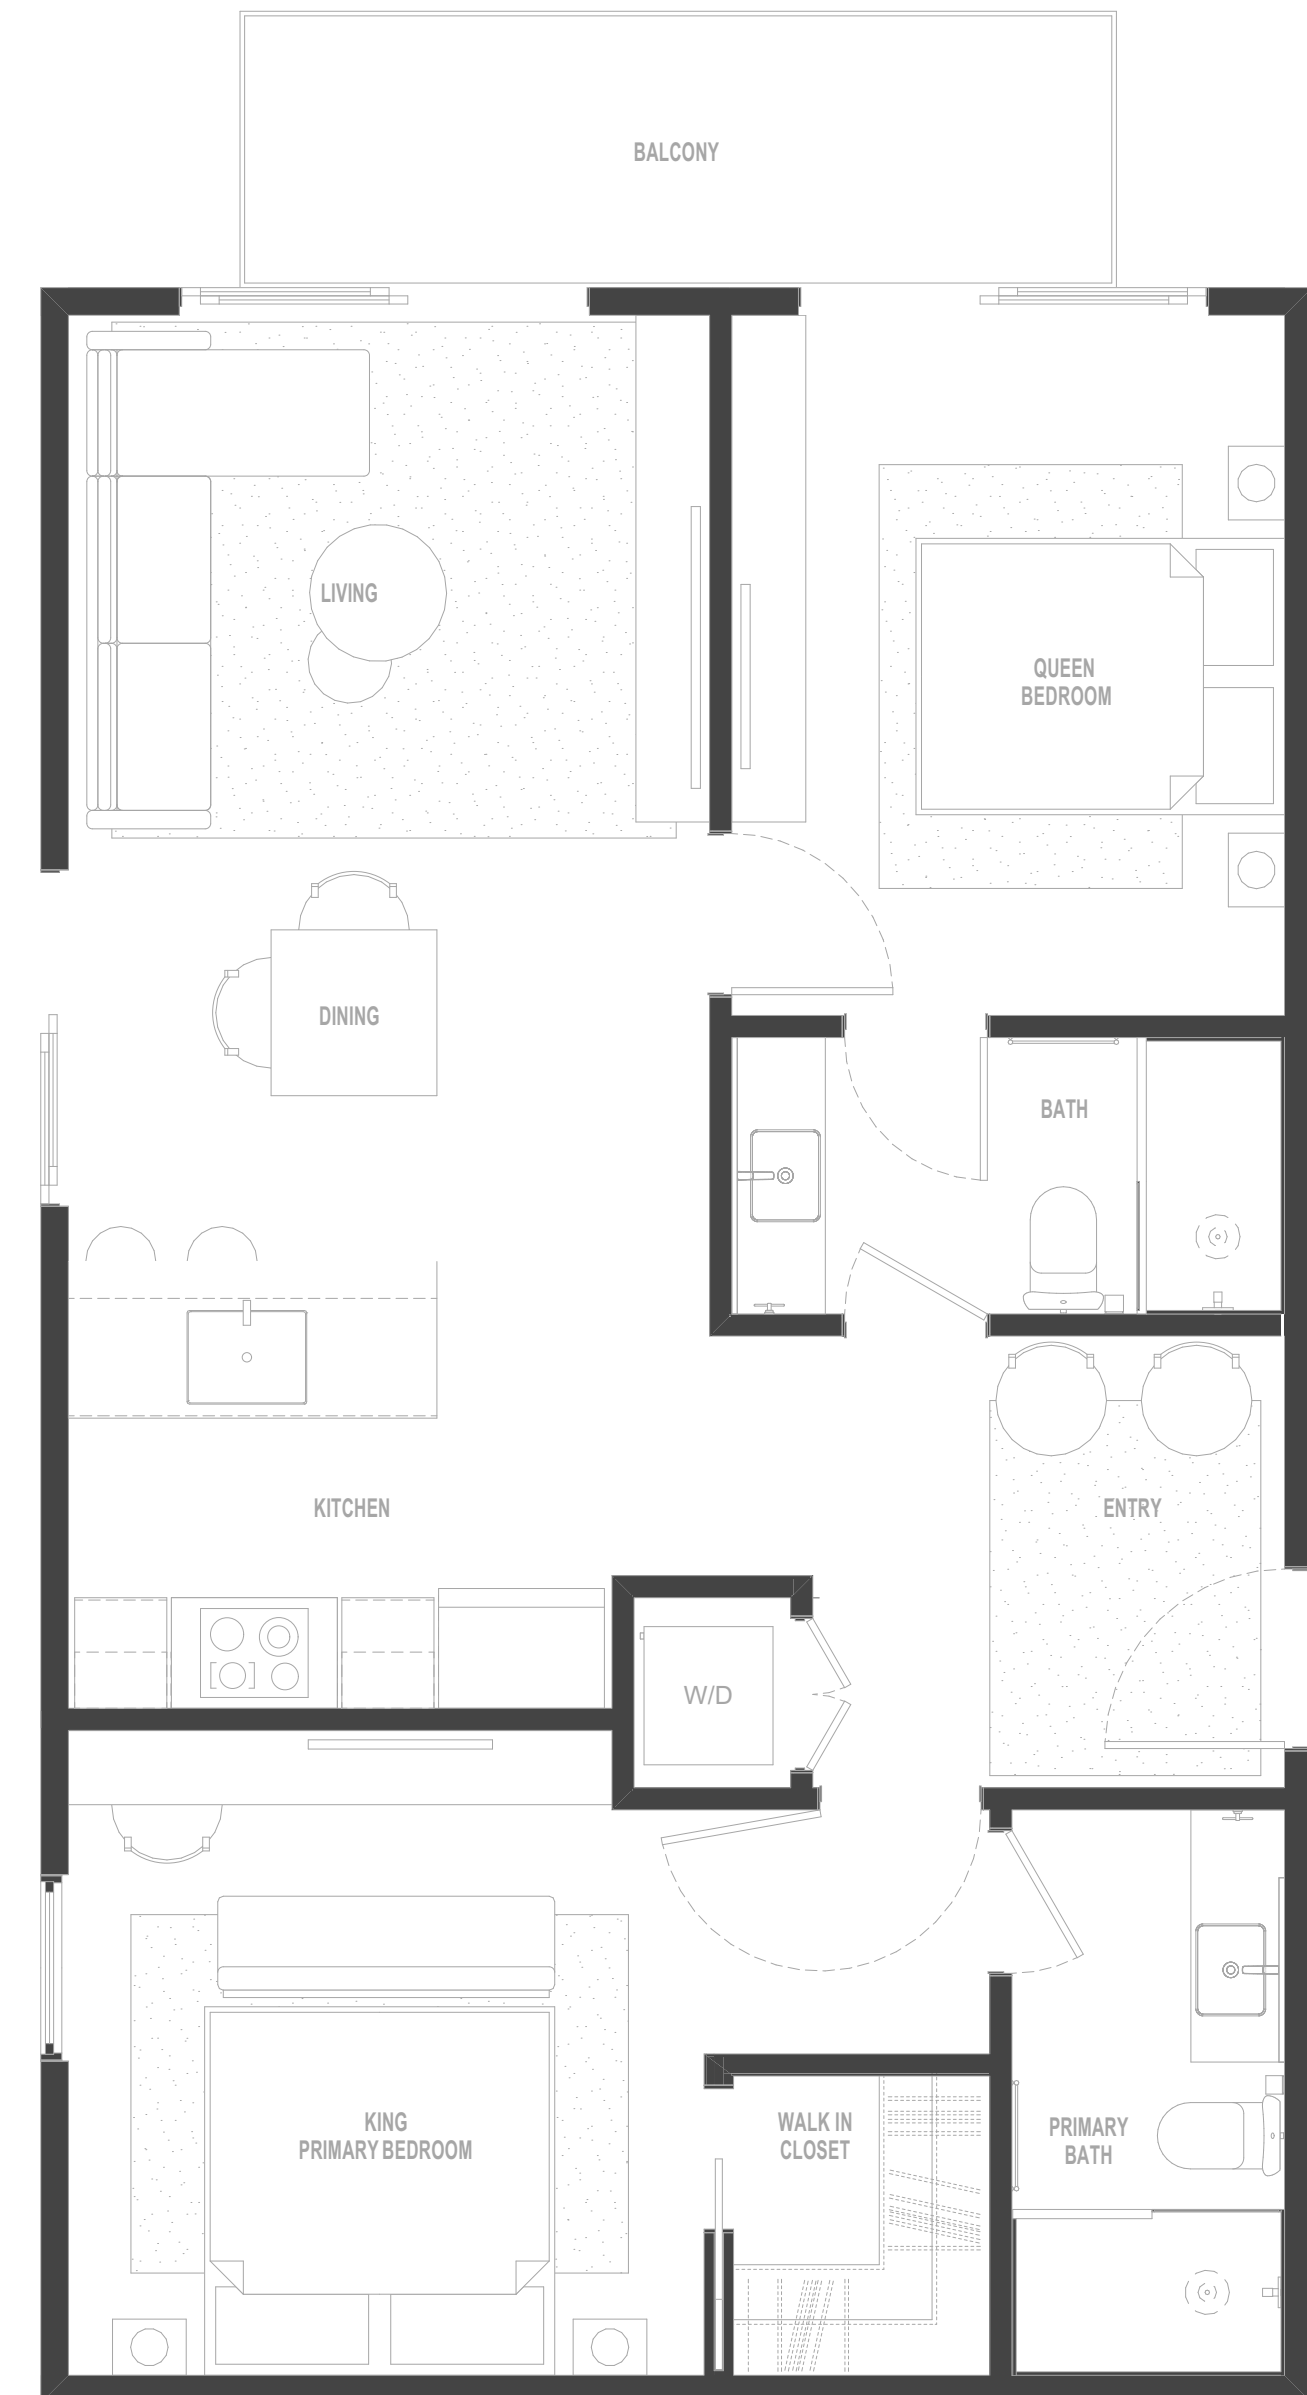 BALCONY
LIVING
QUEEN
BEDROOM
DINING
BATH
KITCHEN
ENTRY
W/D
KING
PRIMARY BEDROOM
WALK IN
CLOSET
PRIMARY
BATH